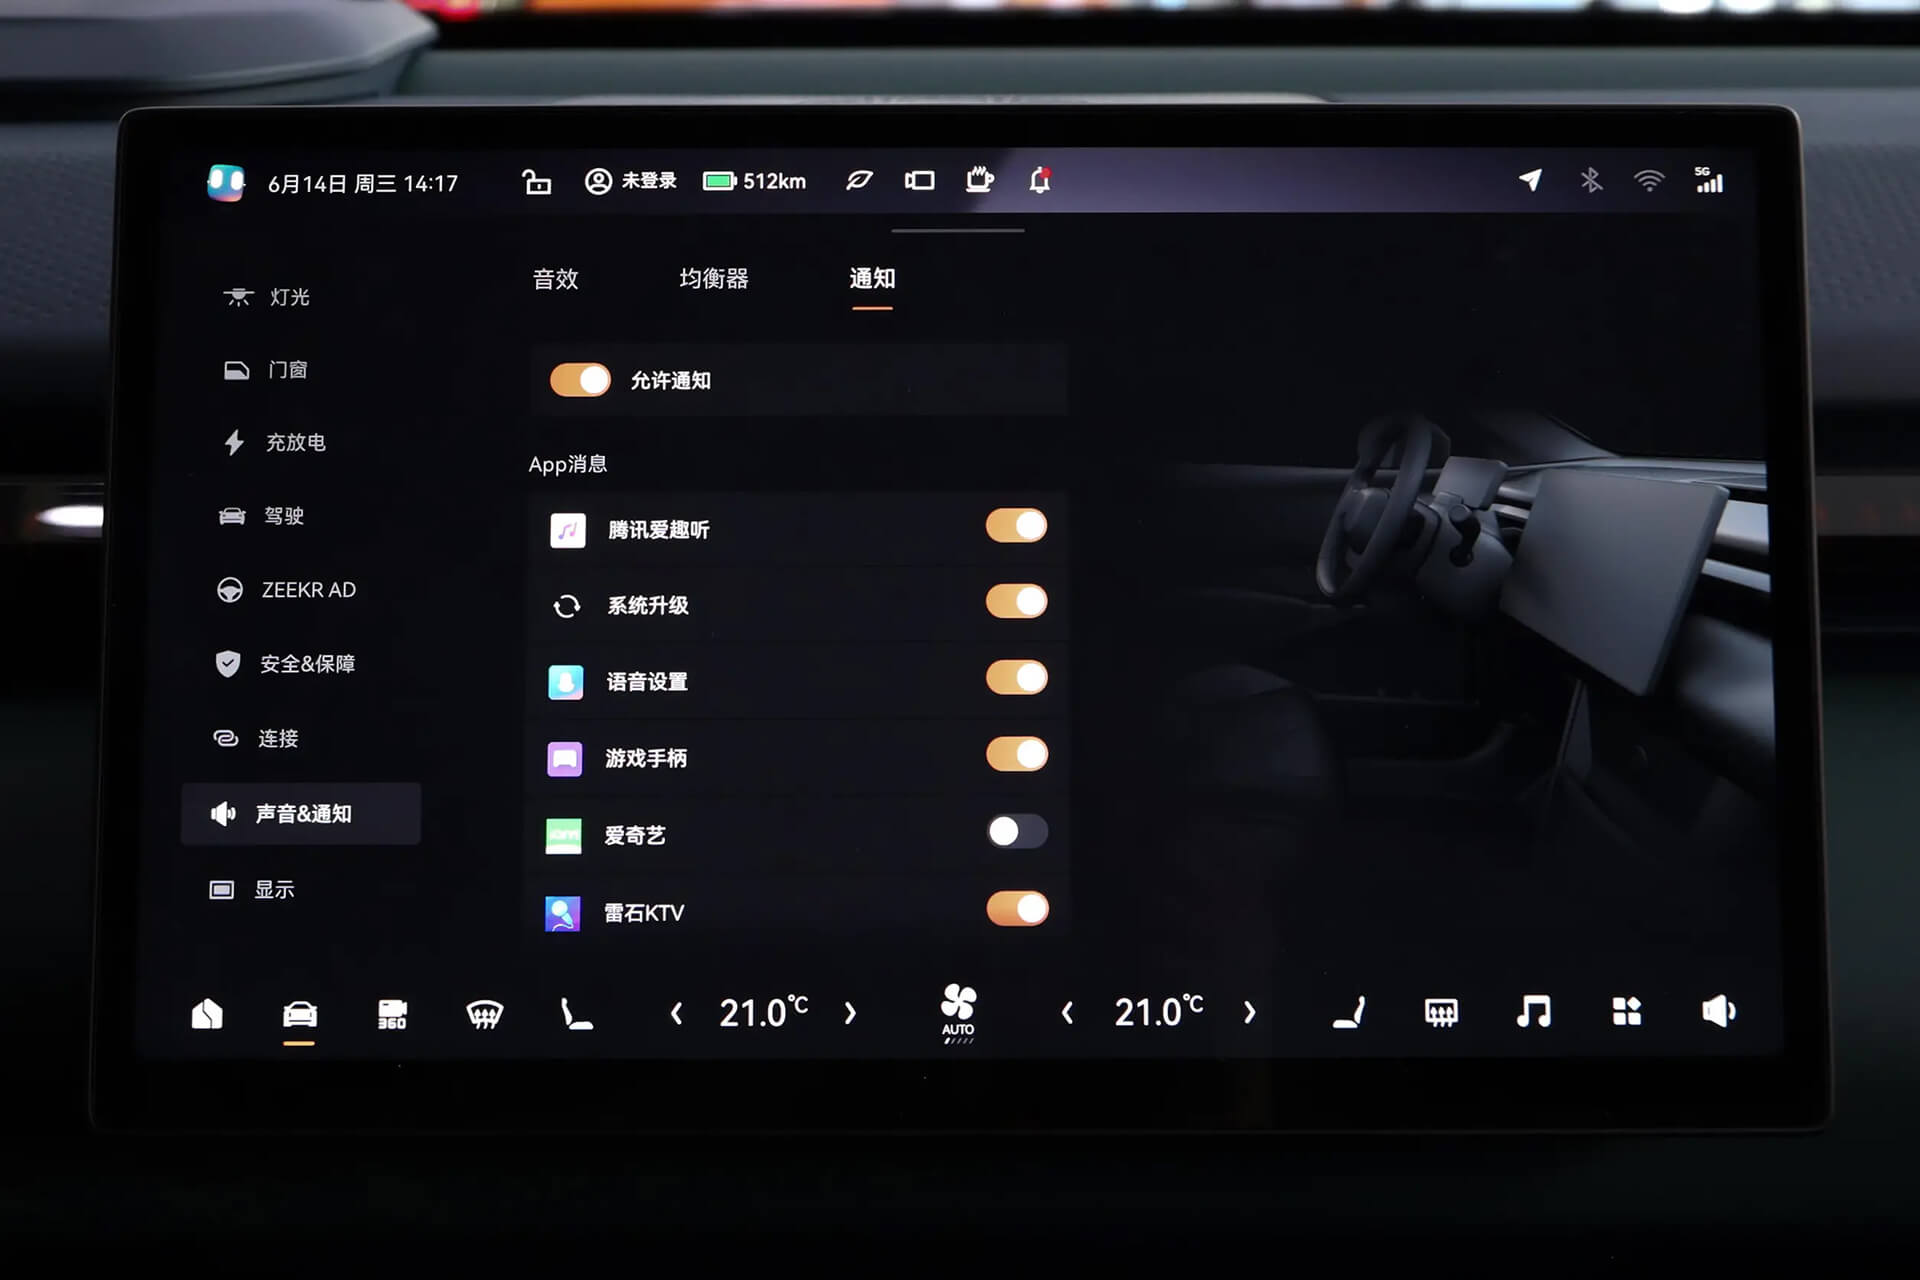 6月14日 周三 14:17 未登录 512km 5G
音效 均衡器 通知
灯光
门窗
充放电
驾驶
ZEEKR AD
安全&保障
连接
声音&通知
显示
允许通知
App消息
腾讯爱趣听
系统升级
语音设置
游戏手柄
爱奇艺
雷石KTV
360 21.0℃ AUTO 21.0℃